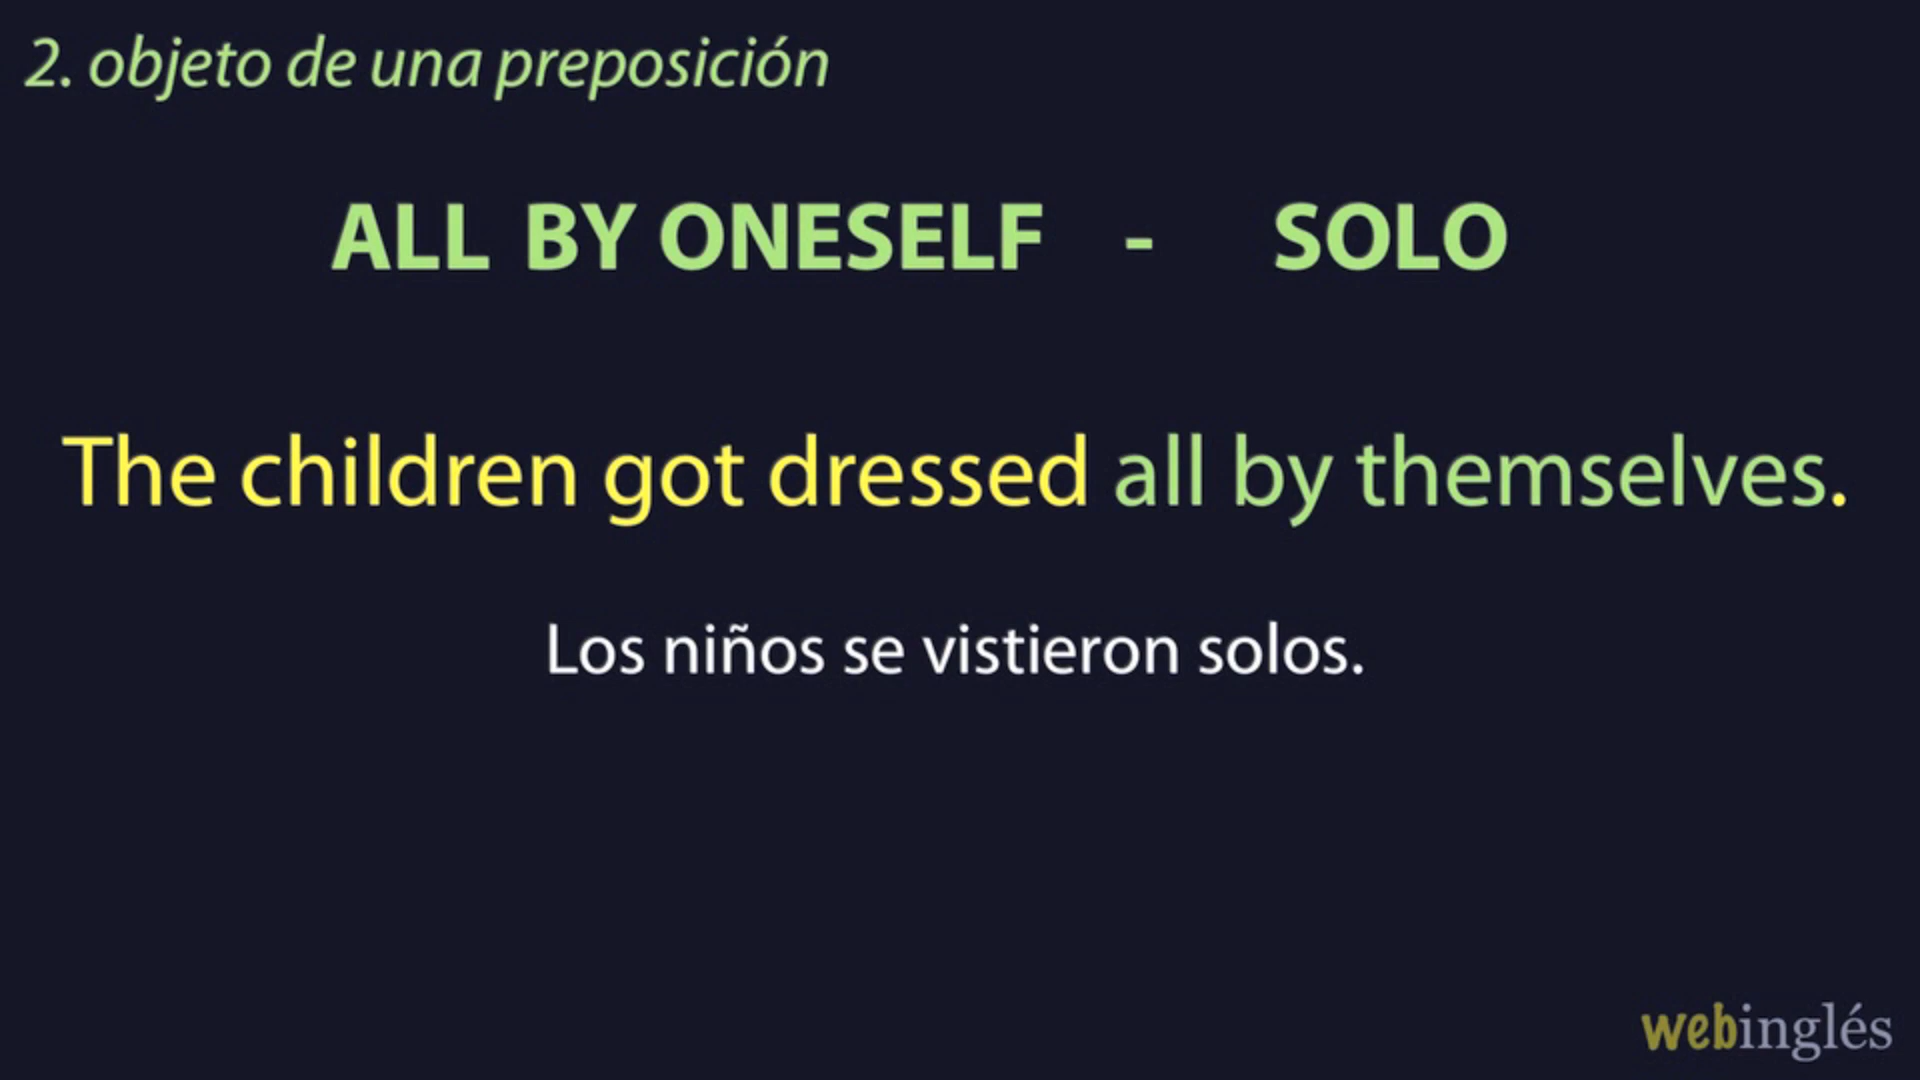 2. objeto de una preposición
ALL BY ONESELF - SOLO
The children got dressed all by themselves.
Los niños se vistieron solos.
webinglés